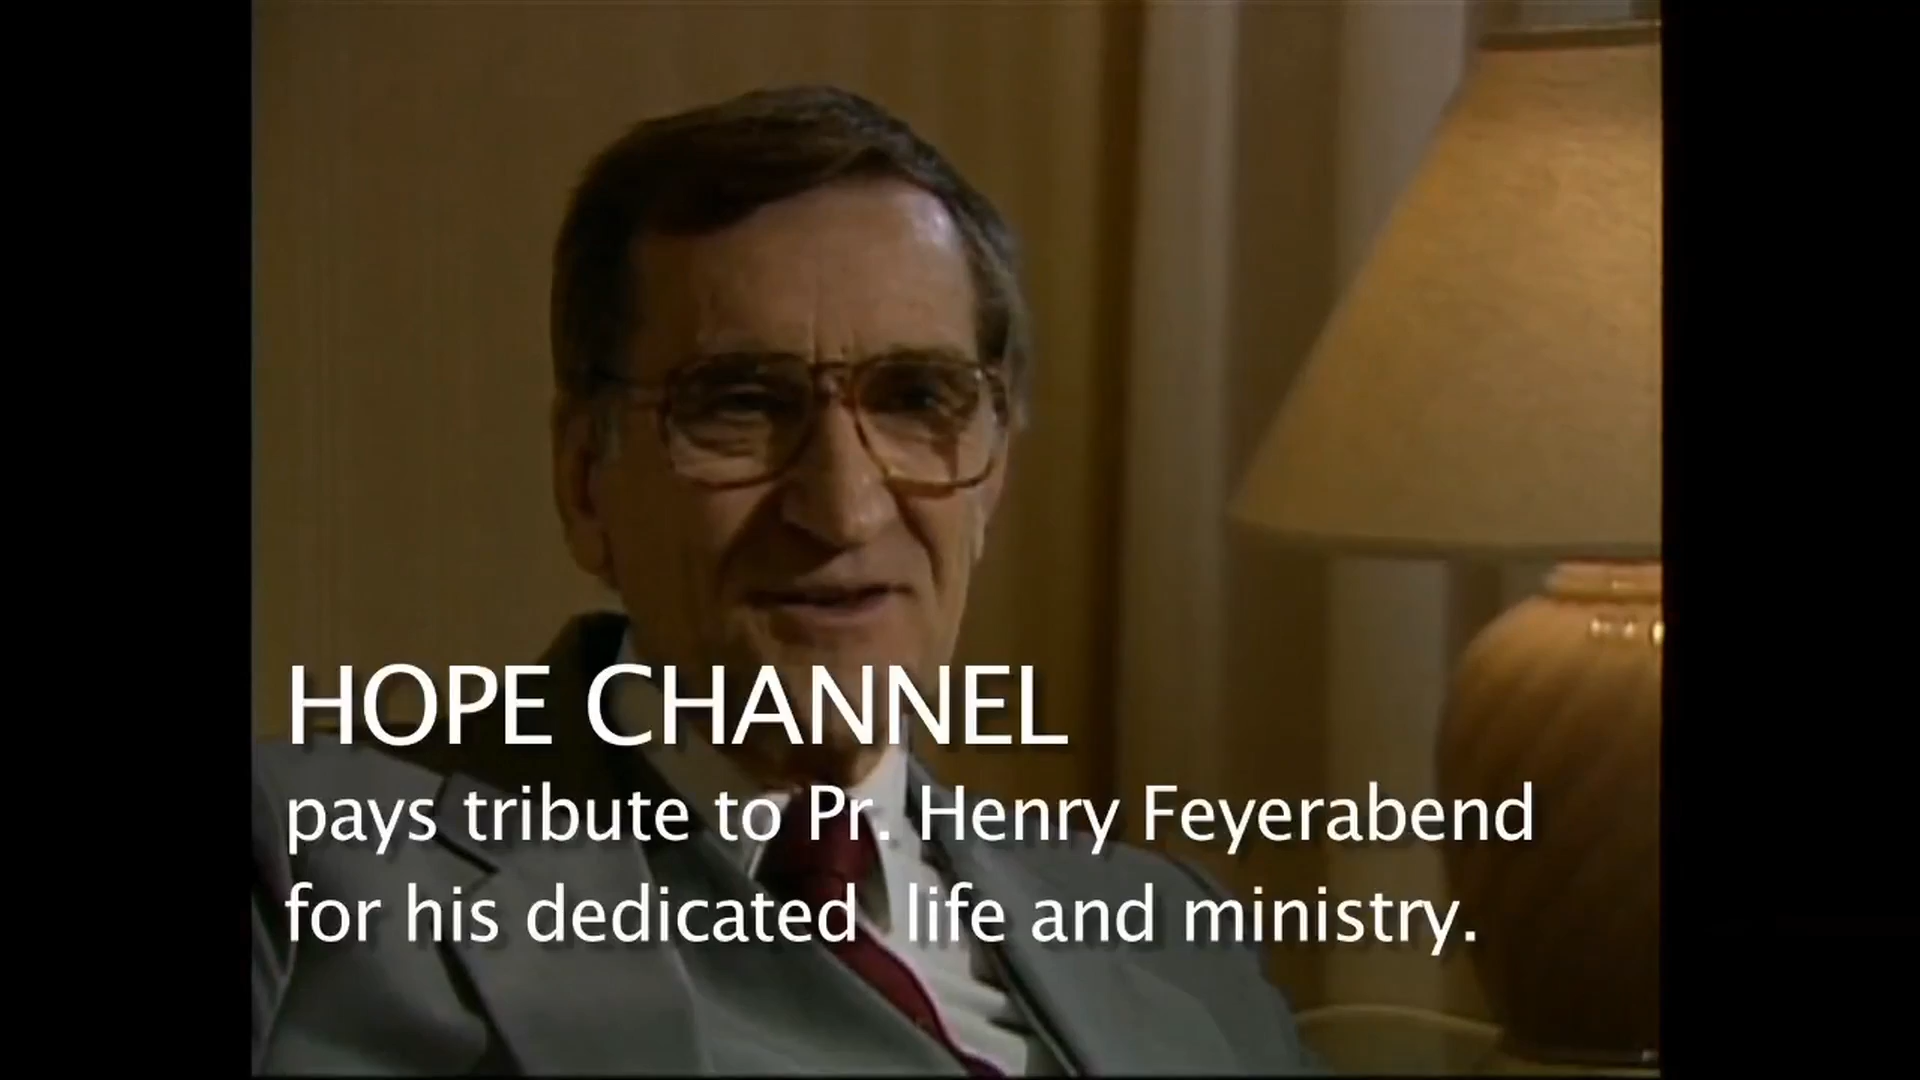 HOPE CHANNEL
pays tribute to Pr. Henry Feyerabend
for his dedicated life and ministry.